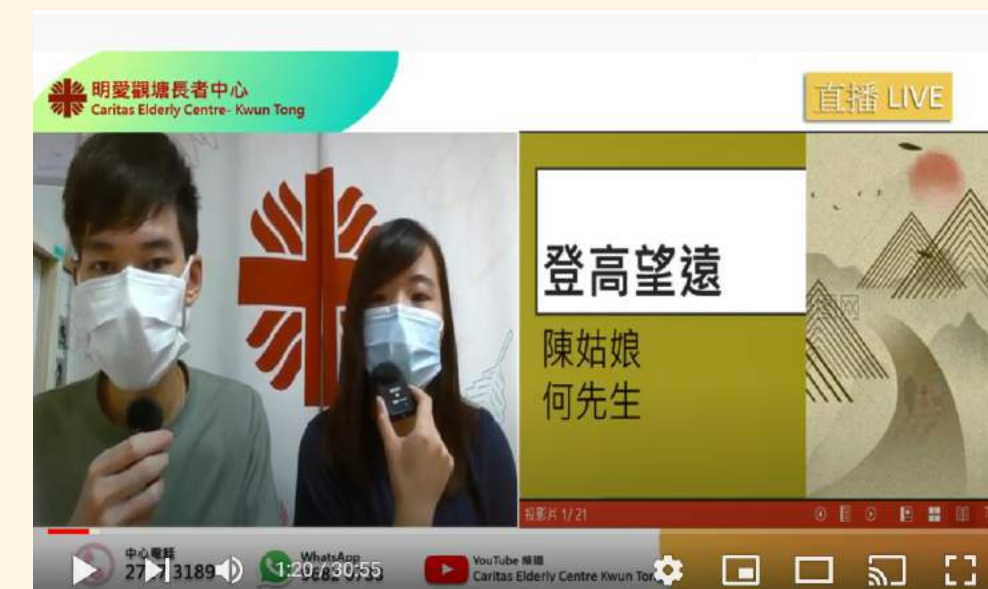 明愛觀塘長者中心
Caritas Elderly Centre- Kwun Tong
直播 LIVE
登高望遠
陳姑娘
何先生
投影片 1/21
中心電話
3189
WhatsApp
1:20 / 30:55
YouTube 頻道
Caritas Elderly Centre Kwun